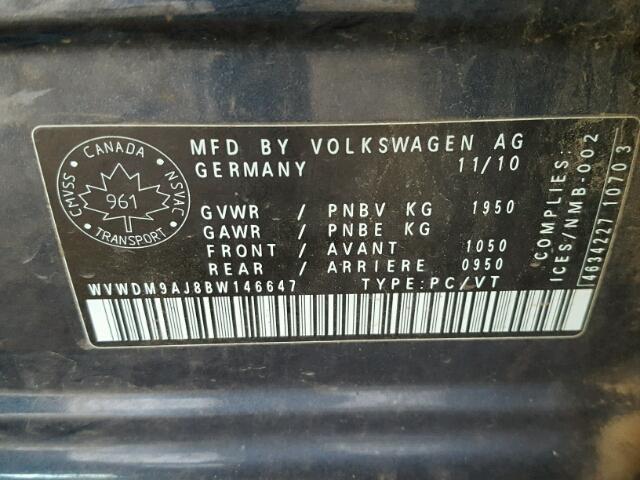 CANADA
CMVSS
NSVAC
961
TRANSPORT
MFD BY VOLKSWAGEN AG
GERMANY 11/10
GVWR / PNBV KG 1950
GAWR / PNBE KG
FRONT / AVANT 1050
REAR / ARRIERE 0950
WVWDM9AJ8BW146647 TYPE:PC/VT
COMPLIES:
ICES/NMB-002
4634227 10703